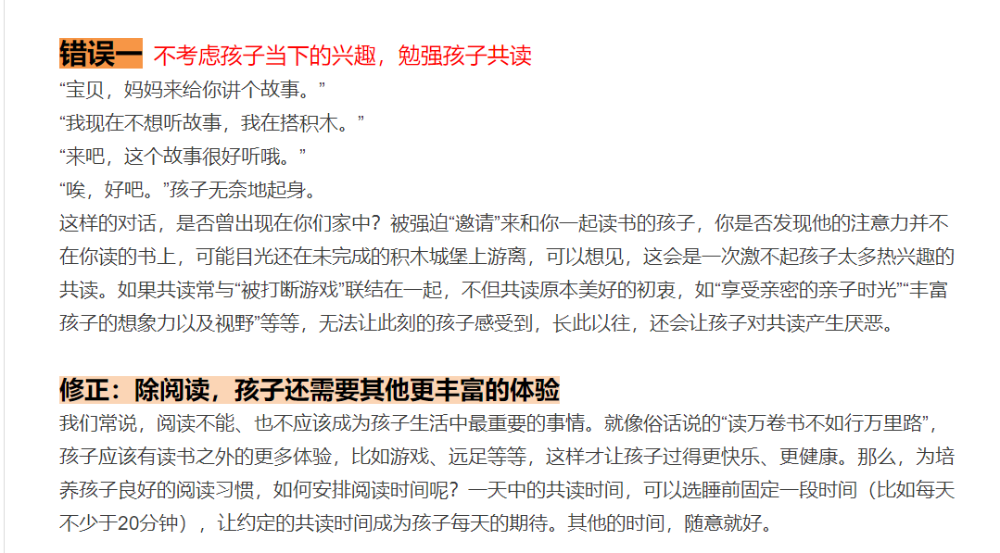 错误一 不考虑孩子当下的兴趣，勉强孩子共读
“宝贝，妈妈来给你讲个故事。”
“我现在不想听故事，我在搭积木。”
“来吧，这个故事很好听哦。”
“唉，好吧。”孩子无奈地起身。
这样的对话，是否曾出现在你们家中？被强迫“邀请”来和你一起读书的孩子，你是否发现他的注意力并不
在你读的书上，可能目光还在未完成的积木城堡上游离，可以想见，这会是一次激不起孩子太多热兴趣的
共读。如果共读常与“被打断游戏”联结在一起，不但共读原本美好的初衷，如“享受亲密的亲子时光”“丰富
孩子的想象力以及视野”等等，无法让此刻的孩子感受到，长此以往，还会让孩子对共读产生厌恶。
修正：除阅读，孩子还需要其他更丰富的体验
我们常说，阅读不能、也不应该成为孩子生活中最重要的事情。就像俗话说的“读万卷书不如行万里路”，
孩子应该有读书之外的更多体验，比如游戏、远足等等，这样才让孩子过得更快乐、更健康。那么，为培
养孩子良好的阅读习惯，如何安排阅读时间呢？一天中的共读时间，可以选睡前固定一段时间（比如每天
不少于20分钟），让约定的共读时间成为孩子每天的期待。其他的时间，随意就好。